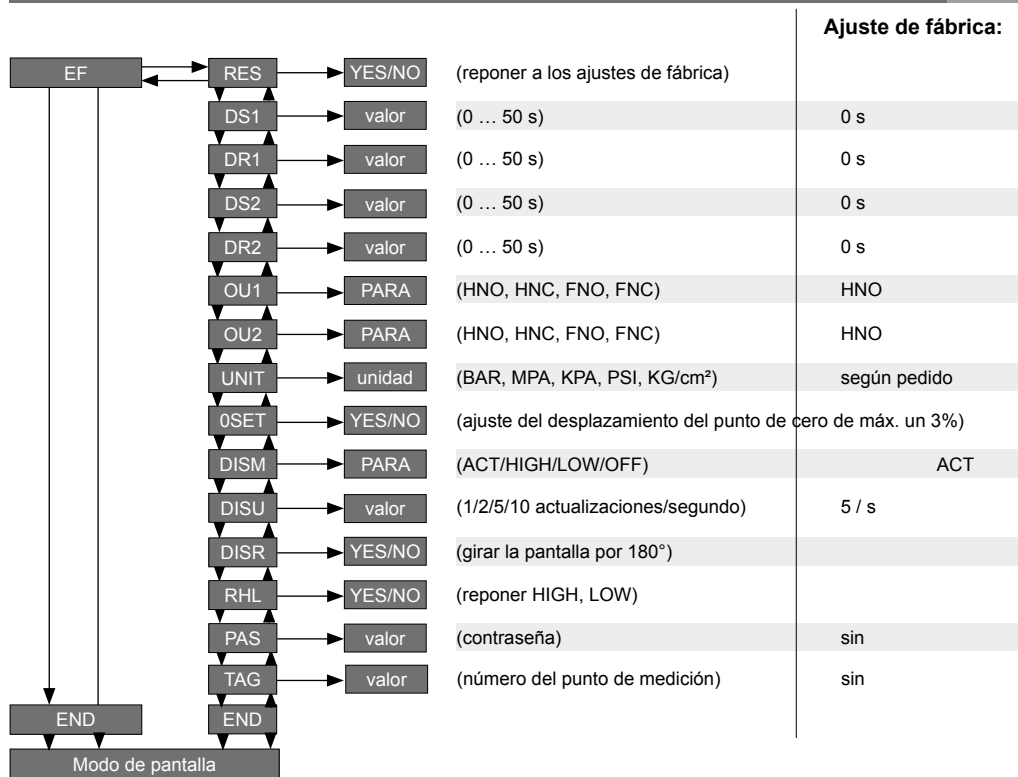 Ajuste de fábrica:
EF RES YES/NO (reponer a los ajustes de fábrica)
DS1 valor (0 … 50 s) 0 s
DR1 valor (0 … 50 s) 0 s
DS2 valor (0 … 50 s) 0 s
DR2 valor (0 … 50 s) 0 s
OU1 PARA (HNO, HNC, FNO, FNC) HNO
OU2 PARA (HNO, HNC, FNO, FNC) HNO
UNIT unidad (BAR, MPA, KPA, PSI, KG/cm²) según pedido
0SET YES/NO (ajuste del desplazamiento del punto de cero de máx. un 3%)
DISM PARA (ACT/HIGH/LOW/OFF) ACT
DISU valor (1/2/5/10 actualizaciones/segundo) 5 / s
DISR YES/NO (girar la pantalla por 180°)
RHL YES/NO (reponer HIGH, LOW)
PAS valor (contraseña) sin
TAG valor (número del punto de medición) sin
END END
Modo de pantalla